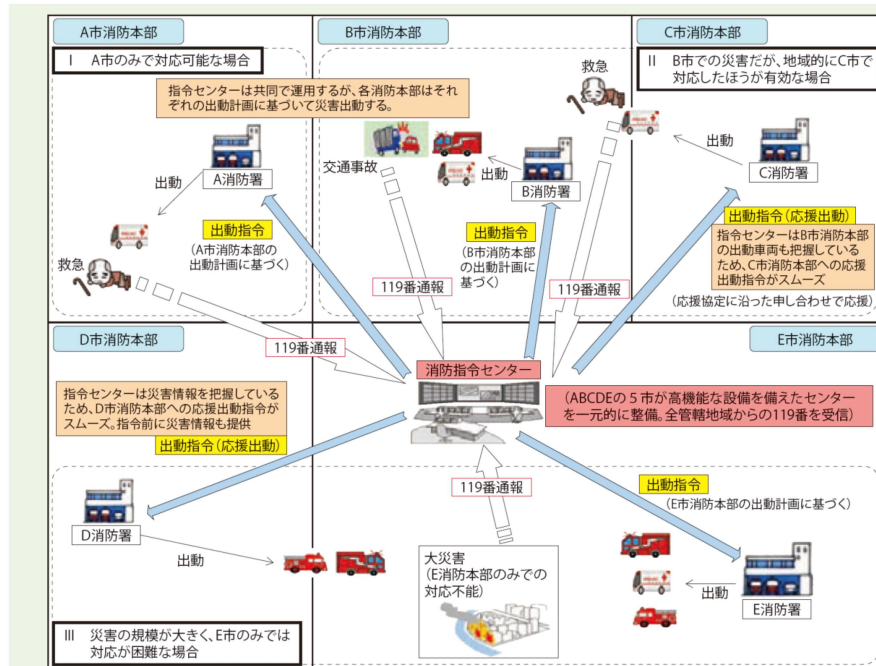 A市消防本部
B市消防本部
C市消防本部
Ⅰ A市のみで対応可能な場合
Ⅱ B市での災害だが、地域的にC市で
対応したほうが有効な場合
指令センターは共同で運用するが、各消防本部はそれ
ぞれの出動計画に基づいて災害出動する。
救急
出動
A消防署
交通事故
出動
B消防署
出動
C消防署
出動指令
(A市消防本部の
出動計画に基づく)
出動指令
(B市消防本部
の出動計画に
基づく)
出動指令(応援出動)
指令センターはB市消防本部
の出動車両も把握している
ため、C市消防本部への応援
出動指令がスムーズ
(応援協定に沿った申し合わせで応援)
救急
119番通報
119番通報
119番通報
D市消防本部
E市消防本部
消防指令センター
指令センターは災害情報を把握している
ため、D市消防本部への応援出動指令が
スムーズ。指令前に災害情報も提供
出動指令(応援出動)
(ABCDEの5市が高機能な設備を備えたセンター
を一元的に整備。全管轄地域からの119番を受信)
119番通報
出動指令
(E市消防本部の出動計画に基づく)
D消防署
出動
大災害
(E消防本部のみでの
対応不能)
出動
E消防署
Ⅲ 災害の規模が大きく、E市のみでは
対応が困難な場合